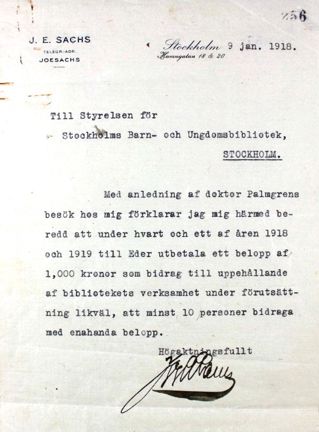 256
J. E. SACHS
TELEGR.-ADR.
JOESACHS
Stockholm 9 jan. 1918.
Hamngatan 18 & 20
Till Styrelsen för
Stockholms Barn- och Ungdomsbibliotek,
STOCKHOLM.
Med anledning af doktor Palmgrens
besök hos mig förklarar jag mig härmed be-
redd att under hvart och ett af åren 1918
och 1919 till Eder utbetala ett belopp af
1,000 kronor som bidrag till uppehållande
af bibliotekets verksamhet under förutsätt-
ning likväl, att minst 10 personer bidraga
med enahanda belopp.
Högaktningsfullt